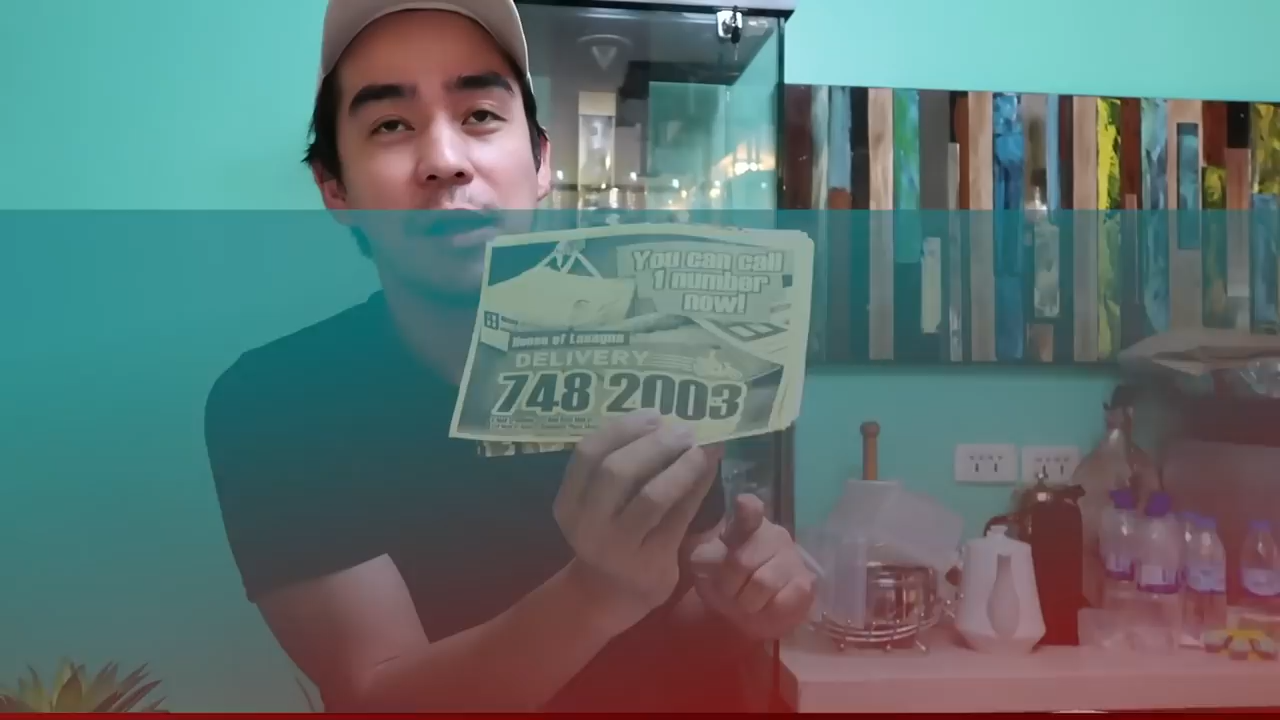 You can call
1 number
now!
House of Lasagna
DELIVERY
748 2003